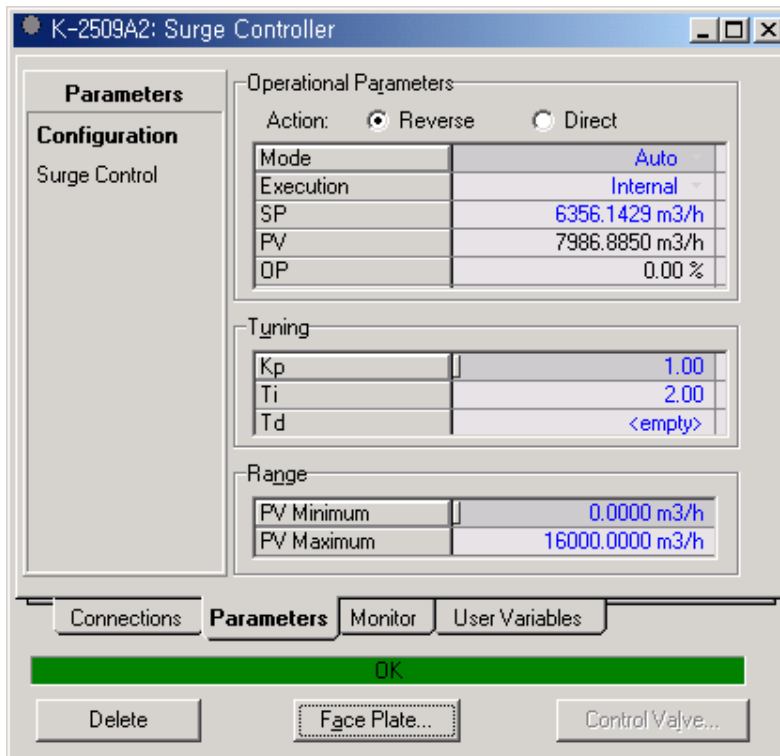 K-2509A2: Surge Controller
Parameters
Configuration
Surge Control
Operational Parameters
Action: Reverse Direct
Mode Auto
Execution Internal
SP 6356.1429 m3/h
PV 7986.8850 m3/h
OP 0.00 %
Tuning
Kp 1.00
Ti 2.00
Td <empty>
Range
PV Minimum 0.0000 m3/h
PV Maximum 16000.0000 m3/h
Connections Parameters Monitor User Variables
OK
Delete Face Plate... Control Valve...